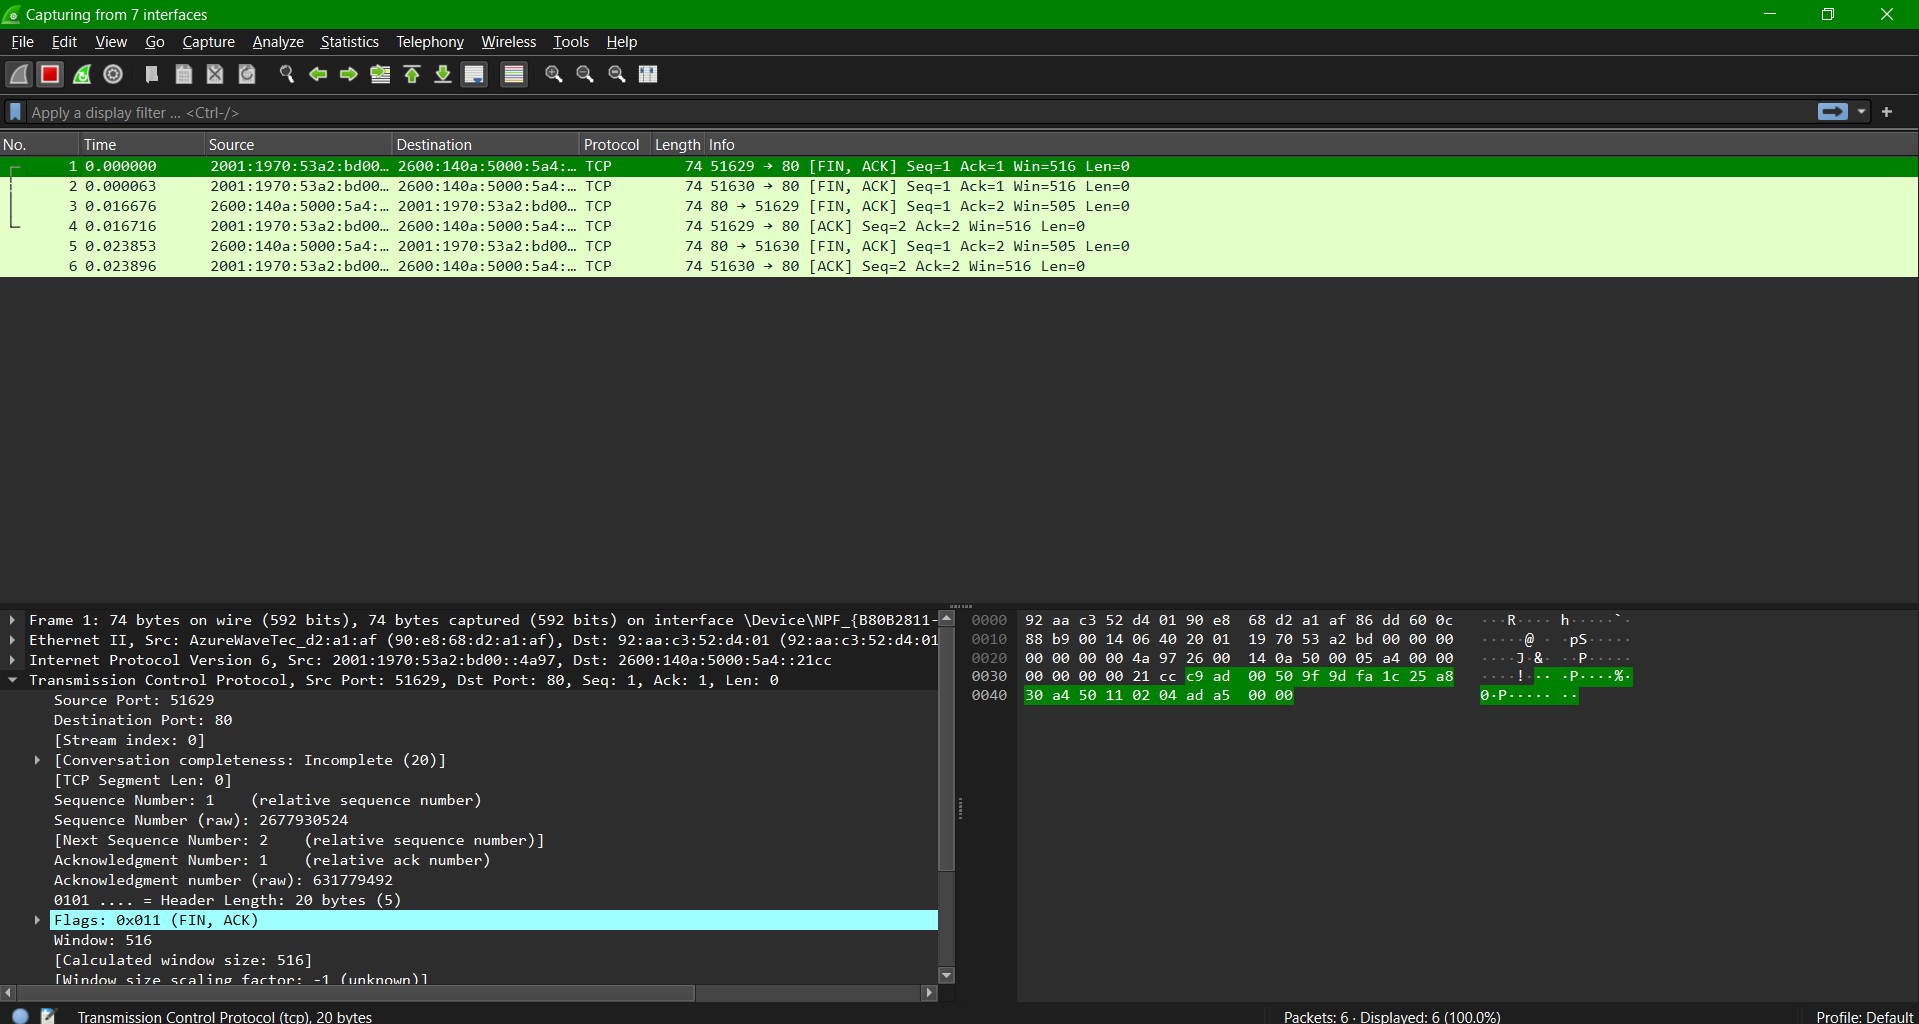 Capturing from 7 interfaces
File Edit View Go Capture Analyze Statistics Telephony Wireless Tools Help
Apply a display filter ... <Ctrl-/>
No. Time Source Destination Protocol Length Info
1 0.000000 2001:1970:53a2:bd00… 2600:140a:5000:5a4:… TCP 74 51629 → 80 [FIN, ACK] Seq=1 Ack=1 Win=516 Len=0
2 0.000063 2001:1970:53a2:bd00… 2600:140a:5000:5a4:… TCP 74 51630 → 80 [FIN, ACK] Seq=1 Ack=1 Win=516 Len=0
3 0.016676 2600:140a:5000:5a4:… 2001:1970:53a2:bd00… TCP 74 80 → 51629 [FIN, ACK] Seq=1 Ack=2 Win=505 Len=0
4 0.016716 2001:1970:53a2:bd00… 2600:140a:5000:5a4:… TCP 74 51629 → 80 [ACK] Seq=2 Ack=2 Win=516 Len=0
5 0.023853 2600:140a:5000:5a4:… 2001:1970:53a2:bd00… TCP 74 80 → 51630 [FIN, ACK] Seq=1 Ack=2 Win=505 Len=0
6 0.023896 2001:1970:53a2:bd00… 2600:140a:5000:5a4:… TCP 74 51630 → 80 [ACK] Seq=2 Ack=2 Win=516 Len=0
Frame 1: 74 bytes on wire (592 bits), 74 bytes captured (592 bits) on interface \Device\NPF_{B80B2811-
Ethernet II, Src: AzureWaveTec_d2:a1:af (90:e8:68:d2:a1:af), Dst: 92:aa:c3:52:d4:01 (92:aa:c3:52:d4:01
Internet Protocol Version 6, Src: 2001:1970:53a2:bd00::4a97, Dst: 2600:140a:5000:5a4::21cc
Transmission Control Protocol, Src Port: 51629, Dst Port: 80, Seq: 1, Ack: 1, Len: 0
Source Port: 51629
Destination Port: 80
[Stream index: 0]
[Conversation completeness: Incomplete (20)]
[TCP Segment Len: 0]
Sequence Number: 1 (relative sequence number)
Sequence Number (raw): 2677930524
[Next Sequence Number: 2 (relative sequence number)]
Acknowledgment Number: 1 (relative ack number)
Acknowledgment number (raw): 631779492
0101 .... = Header Length: 20 bytes (5)
Flags: 0x011 (FIN, ACK)
Window: 516
[Calculated window size: 516]
[Window size scaling factor: -1 (unknown)]
0000 92 aa c3 52 d4 01 90 e8 68 d2 a1 af 86 dd 60 0c ···R···· h·····`·
0010 88 b9 00 14 06 40 20 01 19 70 53 a2 bd 00 00 00 ·····@ · ·pS·····
0020 00 00 00 00 4a 97 26 00 14 0a 50 00 05 a4 00 00 ····J·&· ··P·····
0030 00 00 00 00 21 cc c9 ad 00 50 9f 9d fa 1c 25 a8 ····!··· ·P····%·
0040 30 a4 50 11 02 04 ad a5 00 00 0·P····· ··
Transmission Control Protocol (tcp), 20 bytes
Packets: 6 · Displayed: 6 (100.0%)
Profile: Default